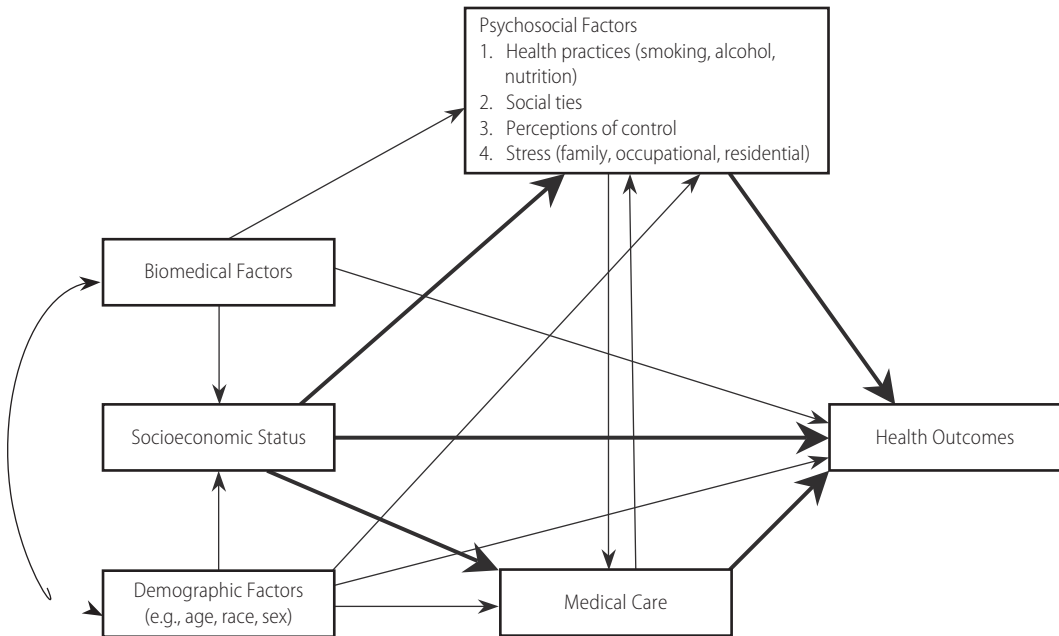 Psychosocial Factors
1. Health practices (smoking, alcohol,
nutrition)
2. Social ties
3. Perceptions of control
4. Stress (family, occupational, residential)
Biomedical Factors
Socioeconomic Status
Health Outcomes
Demographic Factors
(e.g., age, race, sex)
Medical Care